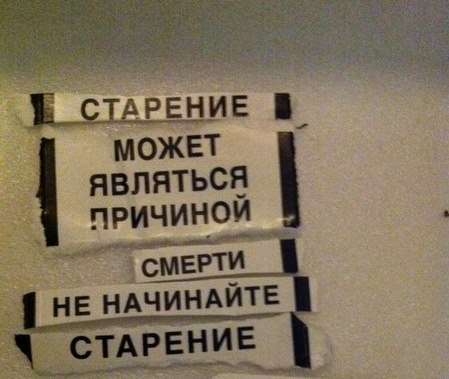 СТАРЕНИЕ
МОЖЕТ
ЯВЛЯТЬСЯ
ПРИЧИНОЙ
СМЕРТИ
НЕ НАЧИНАЙТЕ
СТАРЕНИЕ